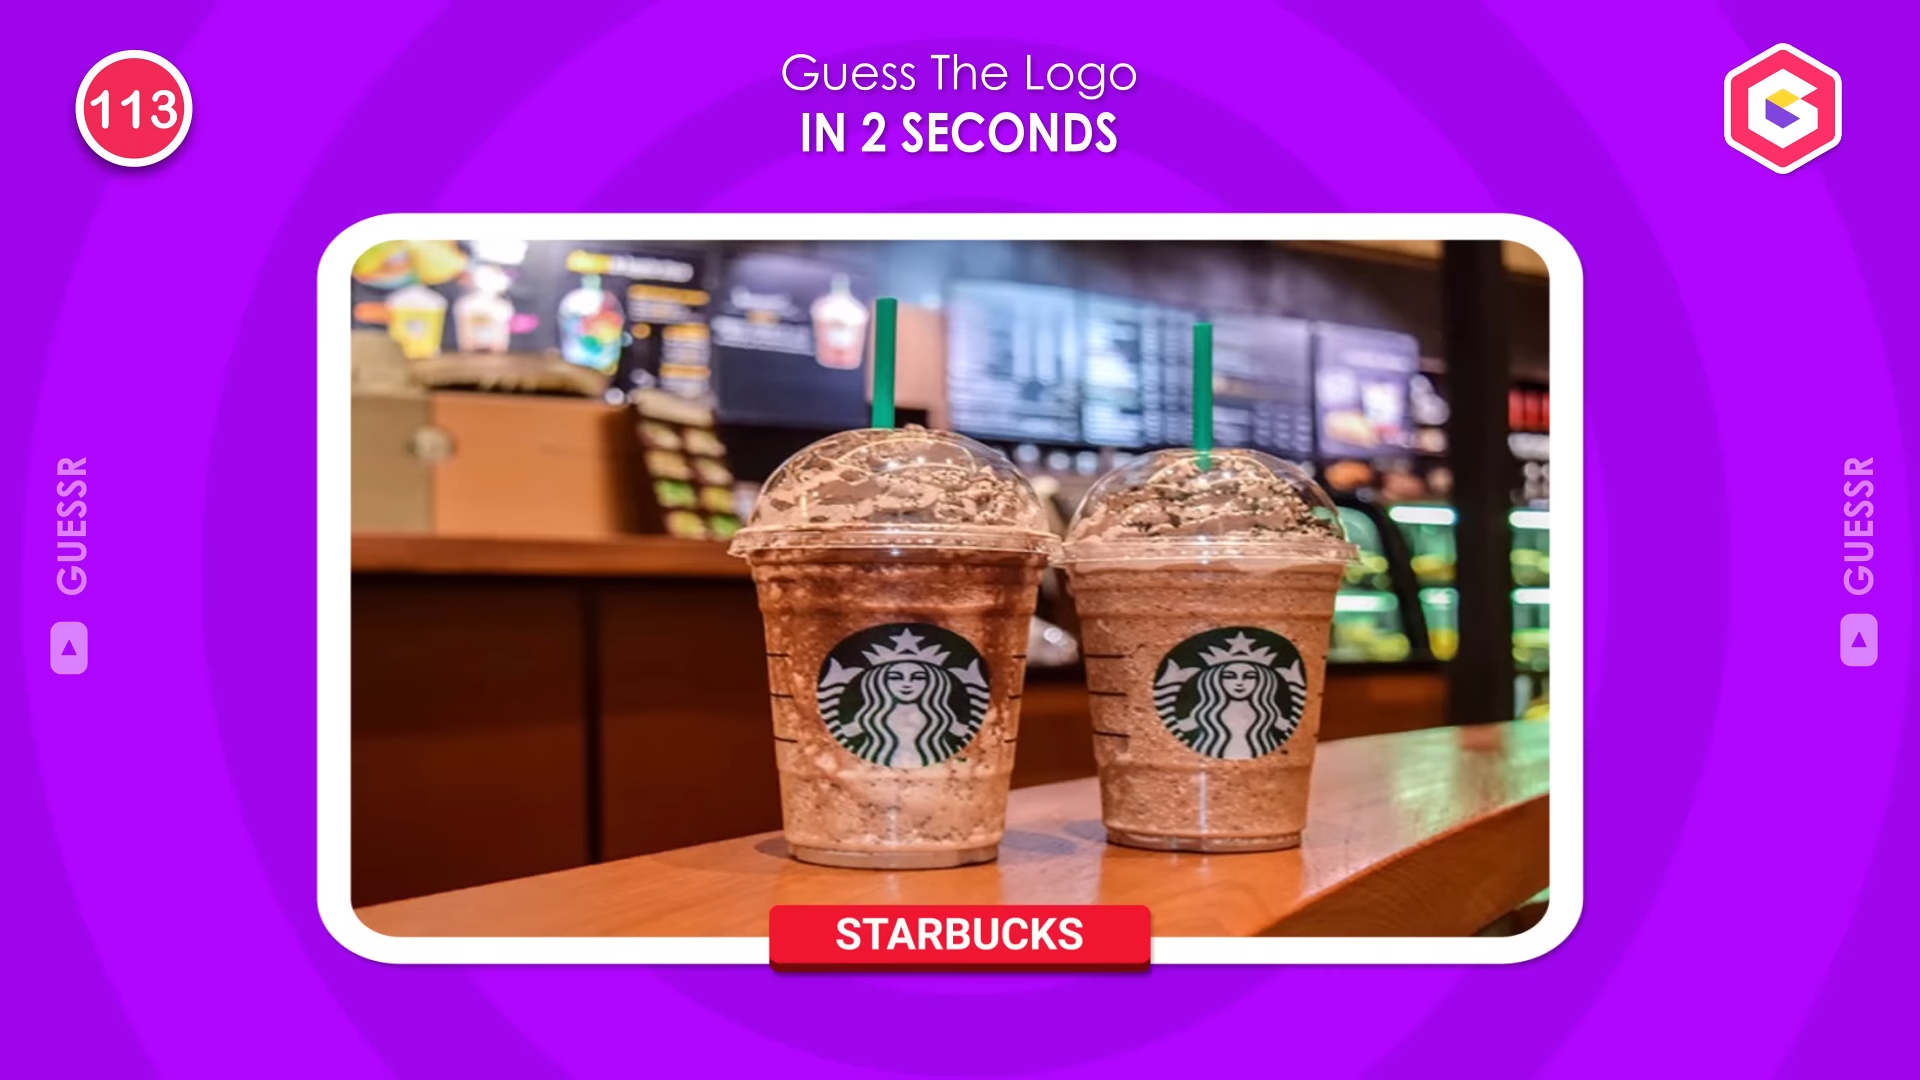 113
Guess The Logo
IN 2 SECONDS
GUESSR
GUESSR
STARBUCKS